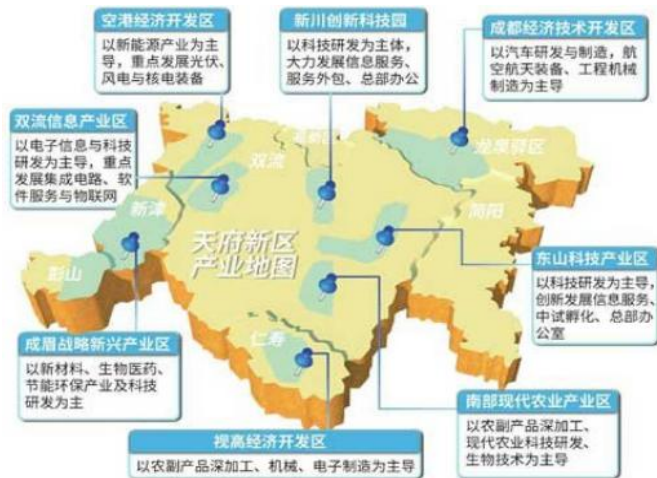 空港经济开发区
以新能源产业为主
导，重点发展光伏、
风电与核电装备
新川创新科技园
以科技研发为主体，
大力发展信息服务、
服务外包、总部办公
成都经济技术开发区
以汽车研发与制造，航
空航天装备、工程机械
制造为主导
双流信息产业区
以电子信息与科技
研发为主导，重点
发展集成电路、软
件服务与物联网
双流
龙泉驿区
新津
简阳
彭山
天府新区
产业地图
仁寿
东山科技产业区
以科技研发为主导，
创新发展信息服务、
中试孵化、总部办
公室
成眉战略新兴产业区
以新材料、生物医药、
节能环保产业及科技
研发为主
南部现代农业产业区
以农副产品深加工、
现代农业科技研发、
生物技术为主导
视高经济开发区
以农副产品深加工、机械、电子制造为主导